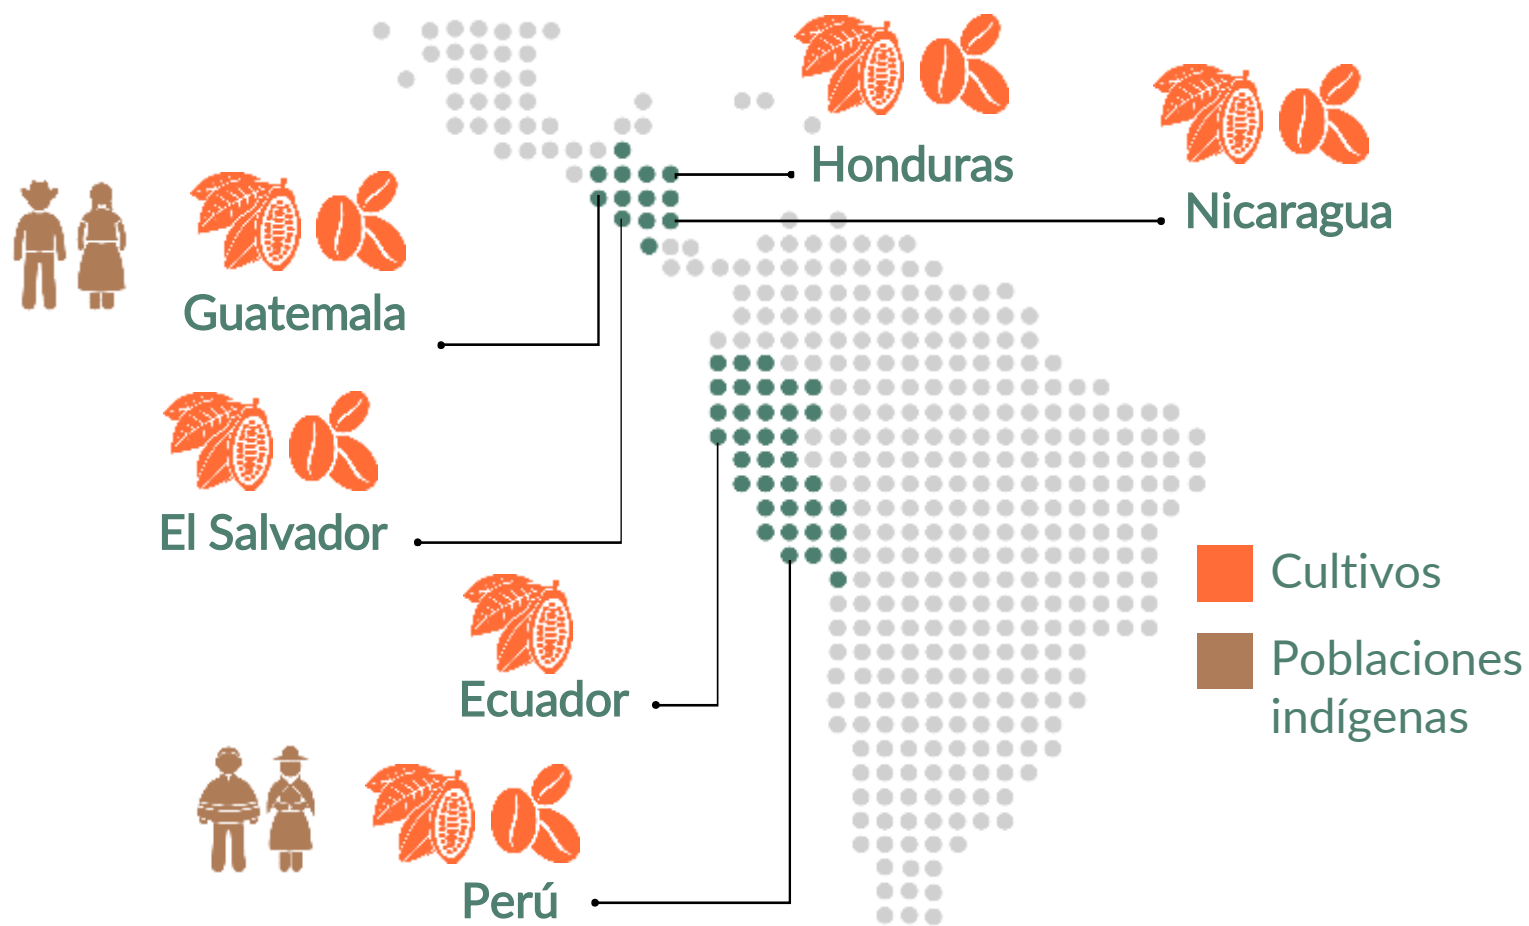 Honduras
Nicaragua
Guatemala
El Salvador
Ecuador
Perú
Cultivos
Poblaciones
indígenas